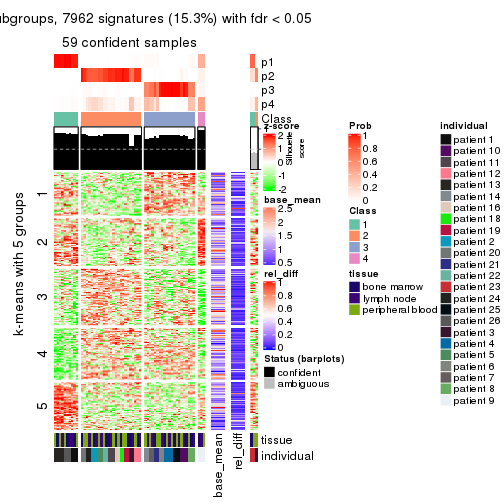 ubgroups, 7962 signatures (15.3%) with fdr < 0.05
59 confident samples
p1
p2
p3
p4
Class
z-score
2
1
0
-1
-2
Silhouette
score
base_mean
2.5
2
1.5
1
0.5
rel_diff
1
0.8
0.6
0.4
0.2
0
Status (barplots)
confident
ambiguous
Prob
1
0.8
0.6
0.4
0.2
0
Class
1
2
3
4
tissue
bone marrow
lymph node
peripheral blood
individual
patient 1
patient 10
patient 11
patient 12
patient 13
patient 14
patient 16
patient 18
patient 19
patient 2
patient 20
patient 21
patient 22
patient 23
patient 24
patient 25
patient 26
patient 3
patient 4
patient 5
patient 6
patient 7
patient 8
patient 9
k-means with 5 groups
1
2
3
4
5
tissue
individual
base_mean
rel_diff